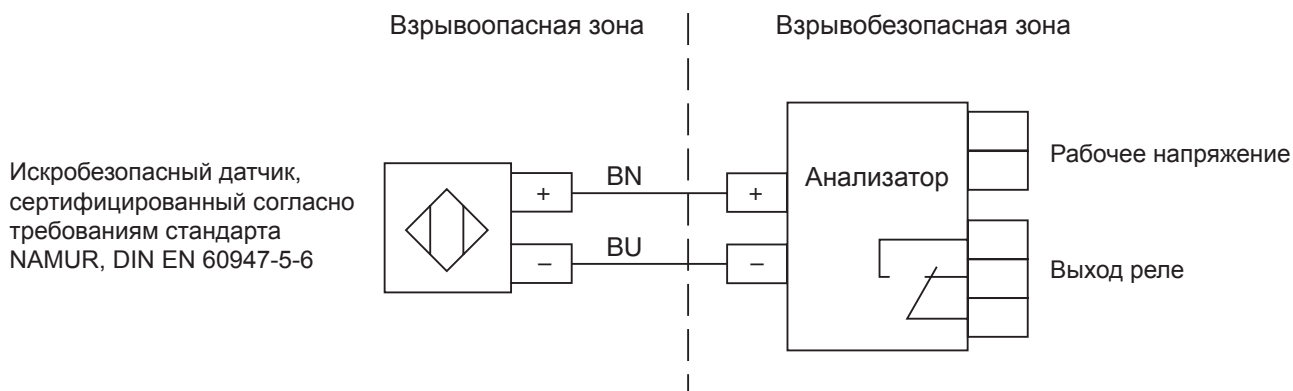 Взрывоопасная зона
Взрывобезопасная зона
Искробезопасный датчик,
сертифицированный согласно
требованиям стандарта
NAMUR, DIN EN 60947-5-6
+
BN
+
–
BU
–
Анализатор
Рабочее напряжение
Выход реле